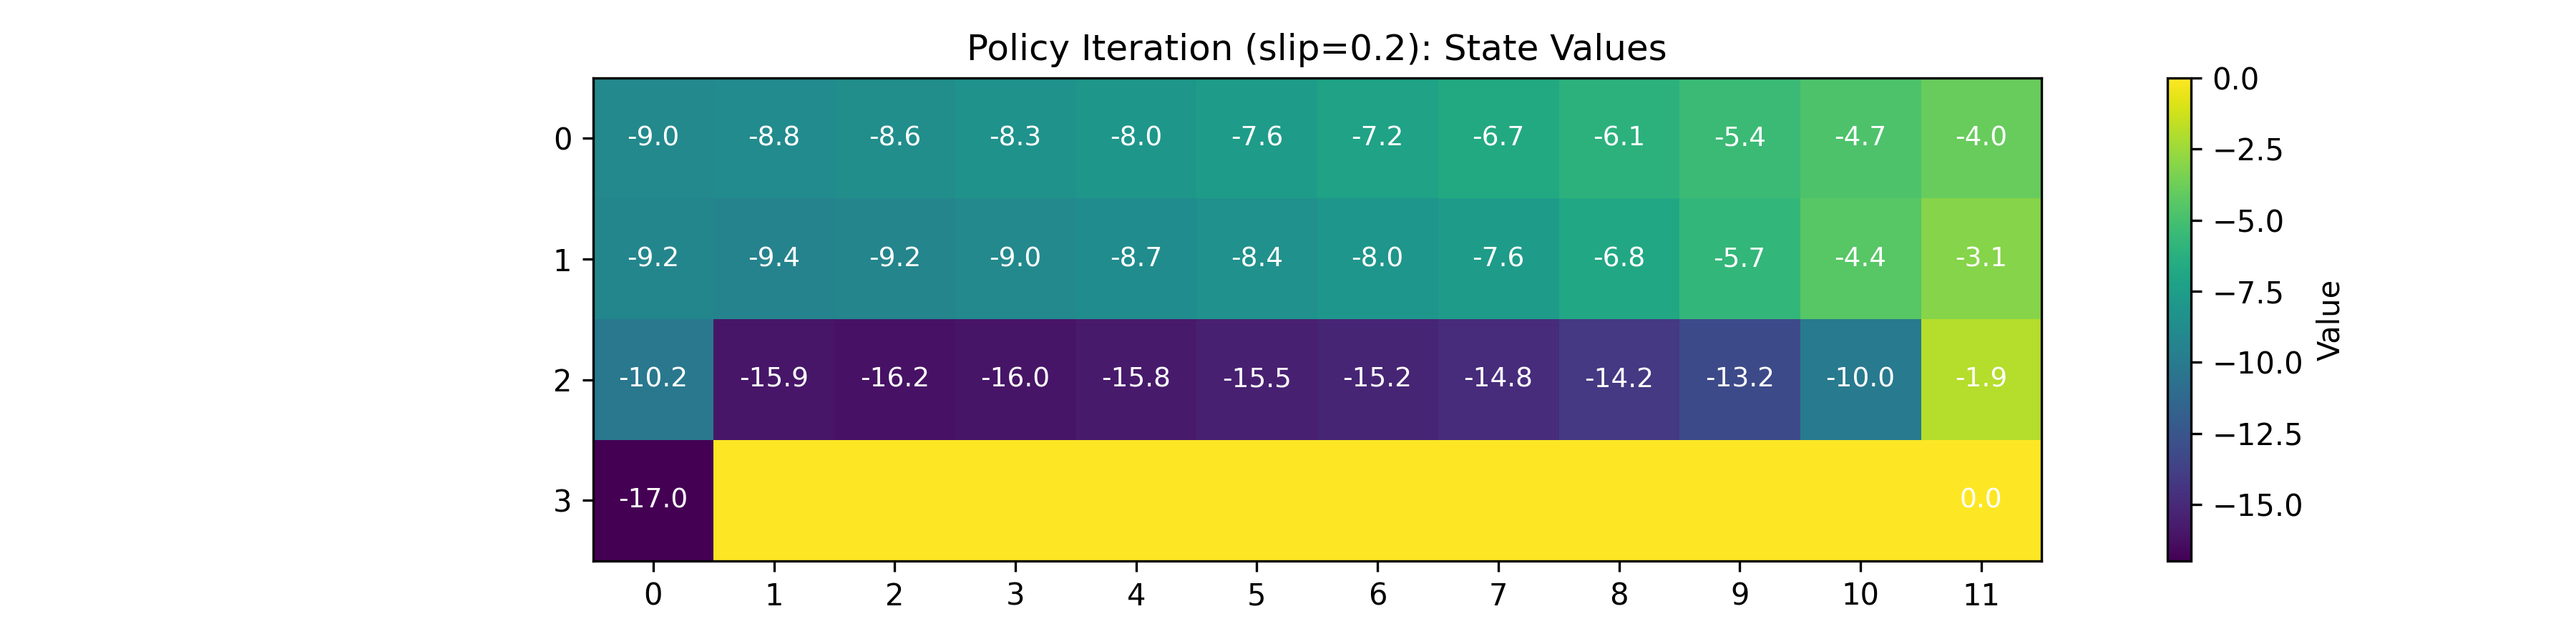 Policy Iteration (slip=0.2): State Values
0 -9.0 -8.8 -8.6 -8.3 -8.0 -7.6 -7.2 -6.7 -6.1 -5.4 -4.7 -4.0
1 -9.2 -9.4 -9.2 -9.0 -8.7 -8.4 -8.0 -7.6 -6.8 -5.7 -4.4 -3.1
2 -10.2 -15.9 -16.2 -16.0 -15.8 -15.5 -15.2 -14.8 -14.2 -13.2 -10.0 -1.9
3 -17.0 0.0
0 1 2 3 4 5 6 7 8 9 10 11
0.0
−2.5
−5.0
−7.5
−10.0
−12.5
−15.0
Value